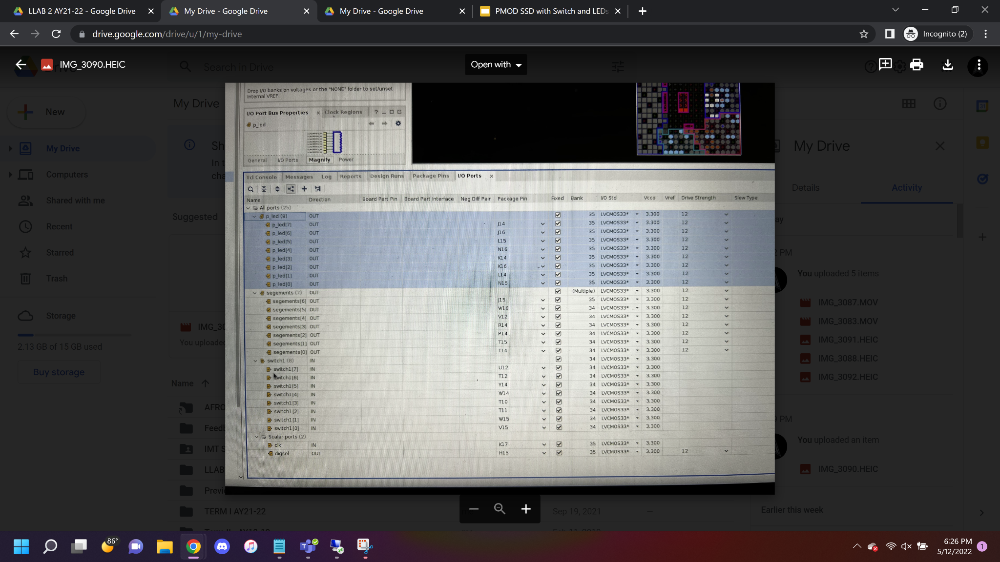 LLAB 2 AY21-22 - Google Drive
My Drive - Google Drive
My Drive - Google Drive
PMOD SSD with Switch and LEDs
drive.google.com/drive/u/1/my-drive
Incognito (2)
IMG_3090.HEIC
Open with
Search in Drive
New
My Drive
Computers
Shared with me
Recent
Starred
Trash
Storage
2.13 GB of 15 GB used
Buy storage
My Drive
Sh
In t
cha
Suggested
IMG_30
You uploaded
Name
AFRO
Feedb
IMT S
LLAB
Previ
TERM I AY21-22
Sep 19, 2021
Drop I/O banks on voltages or the "NONE" folder to set/unset
Internal VREF.
I/O Port Bus Properties
Clock Regions
p_led
General I/O Ports Magnify Power
Tcl Console Messages Log Reports Design Runs Package Pins I/O Ports
Name Direction Board Part Pin Board Part Interface Neg Diff Pair Package Pin Fixed Bank I/O Std Vcco Vref Drive Strength Slew Type
All ports (25)
p_led (8) OUT 35 LVCMOS33* 3.300 12
p_led[7] OUT J14 35 LVCMOS33* 3.300 12
p_led[6] OUT J16 35 LVCMOS33* 3.300 12
p_led[5] OUT L15 35 LVCMOS33* 3.300 12
p_led[4] OUT N16 35 LVCMOS33* 3.300 12
p_led[3] OUT K14 35 LVCMOS33* 3.300 12
p_led[2] OUT K16 35 LVCMOS33* 3.300 12
p_led[1] OUT L14 35 LVCMOS33* 3.300 12
p_led[0] OUT N15 35 LVCMOS33* 3.300 12
segements (7) OUT (Multiple) LVCMOS33* 3.300 12
segements[6] OUT J15 35 LVCMOS33* 3.300 12
segements[5] OUT W16 34 LVCMOS33* 3.300 12
segements[4] OUT V12 34 LVCMOS33* 3.300 12
segements[3] OUT R14 34 LVCMOS33* 3.300 12
segements[2] OUT P14 34 LVCMOS33* 3.300 12
segements[1] OUT T15 34 LVCMOS33* 3.300 12
segements[0] OUT T14 34 LVCMOS33* 3.300 12
switch1 (8) IN 34 LVCMOS33* 3.300
switch1[7] IN U12 34 LVCMOS33* 3.300
switch1[6] IN T12 34 LVCMOS33* 3.300
switch1[5] IN Y14 34 LVCMOS33* 3.300
switch1[4] IN W14 34 LVCMOS33* 3.300
switch1[3] IN T10 34 LVCMOS33* 3.300
switch1[2] IN T11 34 LVCMOS33* 3.300
switch1[1] IN W15 34 LVCMOS33* 3.300
switch1[0] IN V15 34 LVCMOS33* 3.300
Scalar ports (2)
clk IN K17 35 LVCMOS33* 3.300
digsel OUT H15 35 LVCMOS33* 3.300 12
My Drive
Details
Activity
ay
2 PM
You uploaded 5 items
IMG_3087.MOV
IMG_3083.MOV
IMG_3091.HEIC
IMG_3088.HEIC
IMG_3092.HEIC
PM
You uploaded an item
IMG_3090.HEIC
Earlier this week
31
86°
6:26 PM
5/12/2022
1